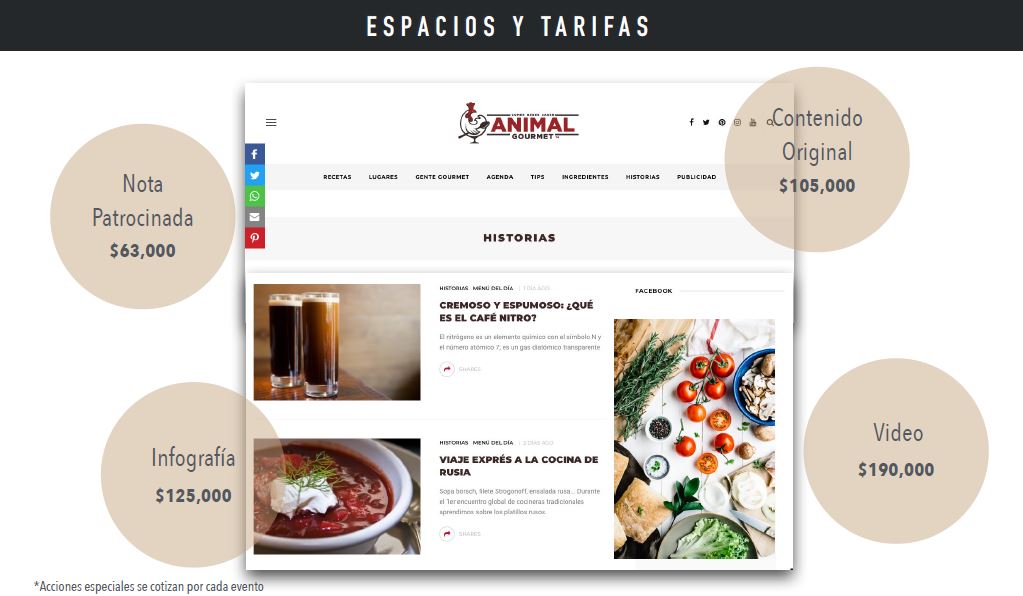 ESPACIOS Y TARIFAS
ANIMAL
GOURMET
Contenido
Original
$105,000
Nota
Patrocinada
$63,000
RECETAS LUGARES GENTE GOURMET AGENDA TIPS INGREDIENTES HISTORIAS PUBLICIDAD
HISTORIAS
HISTORIAS MENÚ DEL DÍA | 1 DÍA AGO
CREMOSO Y ESPUMOSO: ¿QUÉ
ES EL CAFÉ NITRO?
El nitrógeno es un elemento químico con el símbolo N y
el número atómico 7, es un gas diatómico transparente
SHARES
FACEBOOK
HISTORIAS MENÚ DEL DÍA | 2 DÍAS AGO
VIAJE EXPRÉS A LA COCINA DE
RUSIA
Sopa borsch, filete Strogonoff, ensalada rusa... Durante
el 1er encuentro global de cocineras tradicionales
aprendimos sobre los platillos rusos.
SHARES
Infografía
$125,000
Video
$190,000
*Acciones especiales se cotizan por cada evento